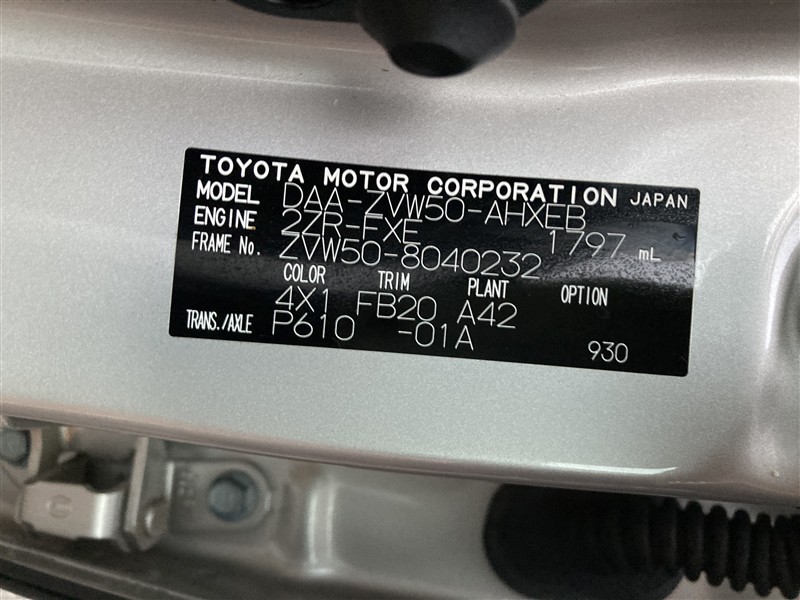 TOYOTA MOTOR CORPORATION JAPAN
MODEL DAA-ZVW50-AHXEB
ENGINE 2ZR-FXE 1797 mL
FRAME No. ZVW50-8040232
COLOR TRIM PLANT OPTION
4X1 FB20 A42
TRANS./AXLE P610 -01A 930